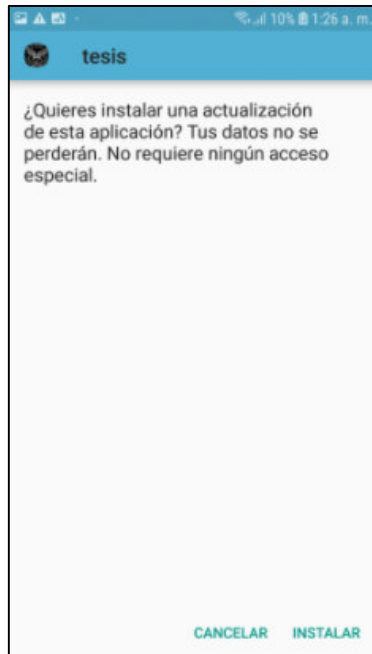 10% 1:26 a. m.
tesis
¿Quieres instalar una actualización
de esta aplicación? Tus datos no se
perderán. No requiere ningún acceso
especial.
CANCELAR INSTALAR